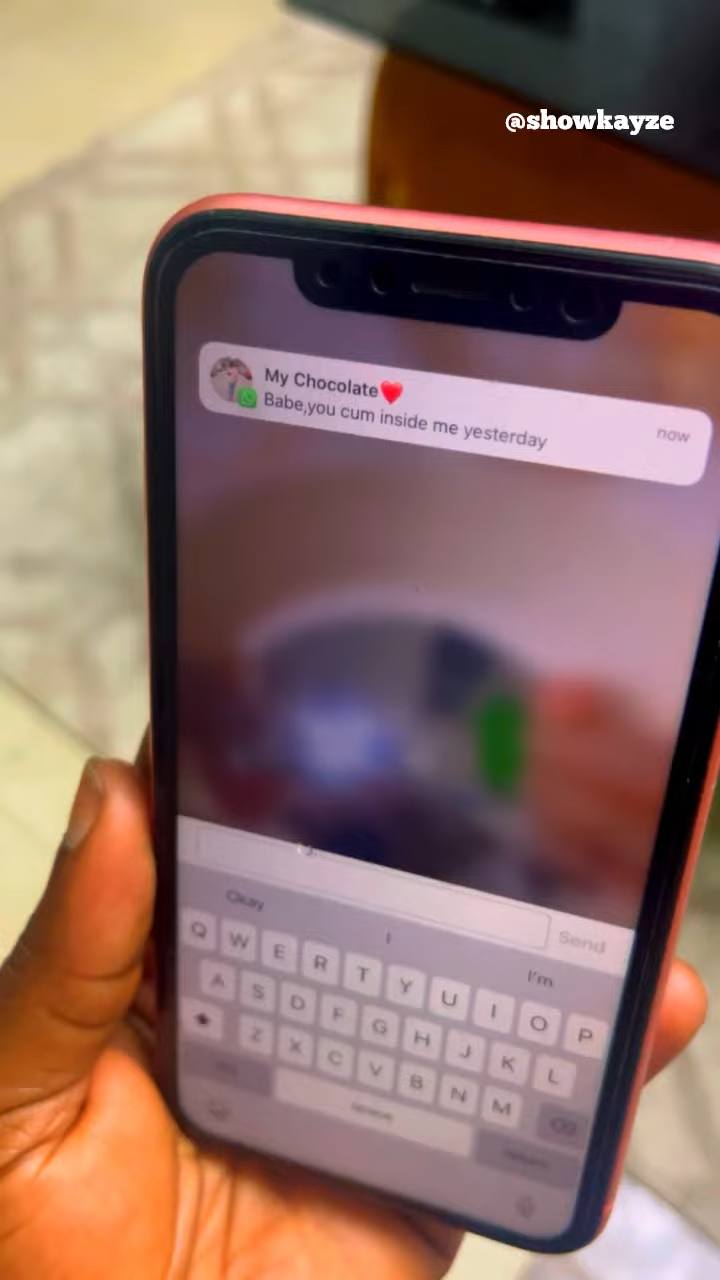 @showkayze
My Chocolate❤️
Babe,you cum inside me yesterday
now
Send
Okay
I
I'm
Q W E R T Y U I O P
A S D F G H J K L
Z X C V B N M
space